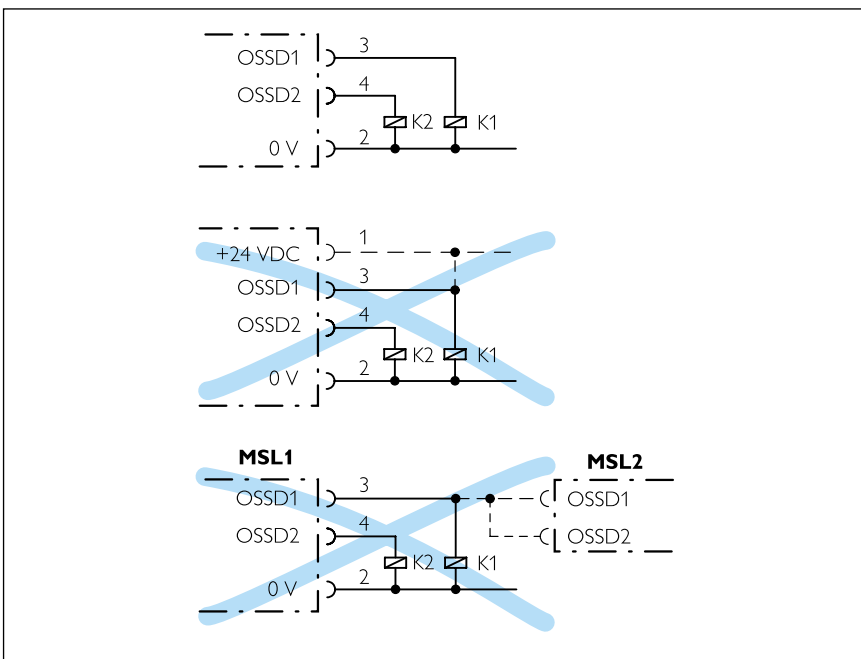 3
OSSD1
4
OSSD2
K2 K1
2
0 V
1
+24 VDC
3
OSSD1
4
OSSD2
K2 K1
2
0 V
MSL1 MSL2
3
OSSD1 OSSD1
4
OSSD2 OSSD2
K2 K1
2
0 V